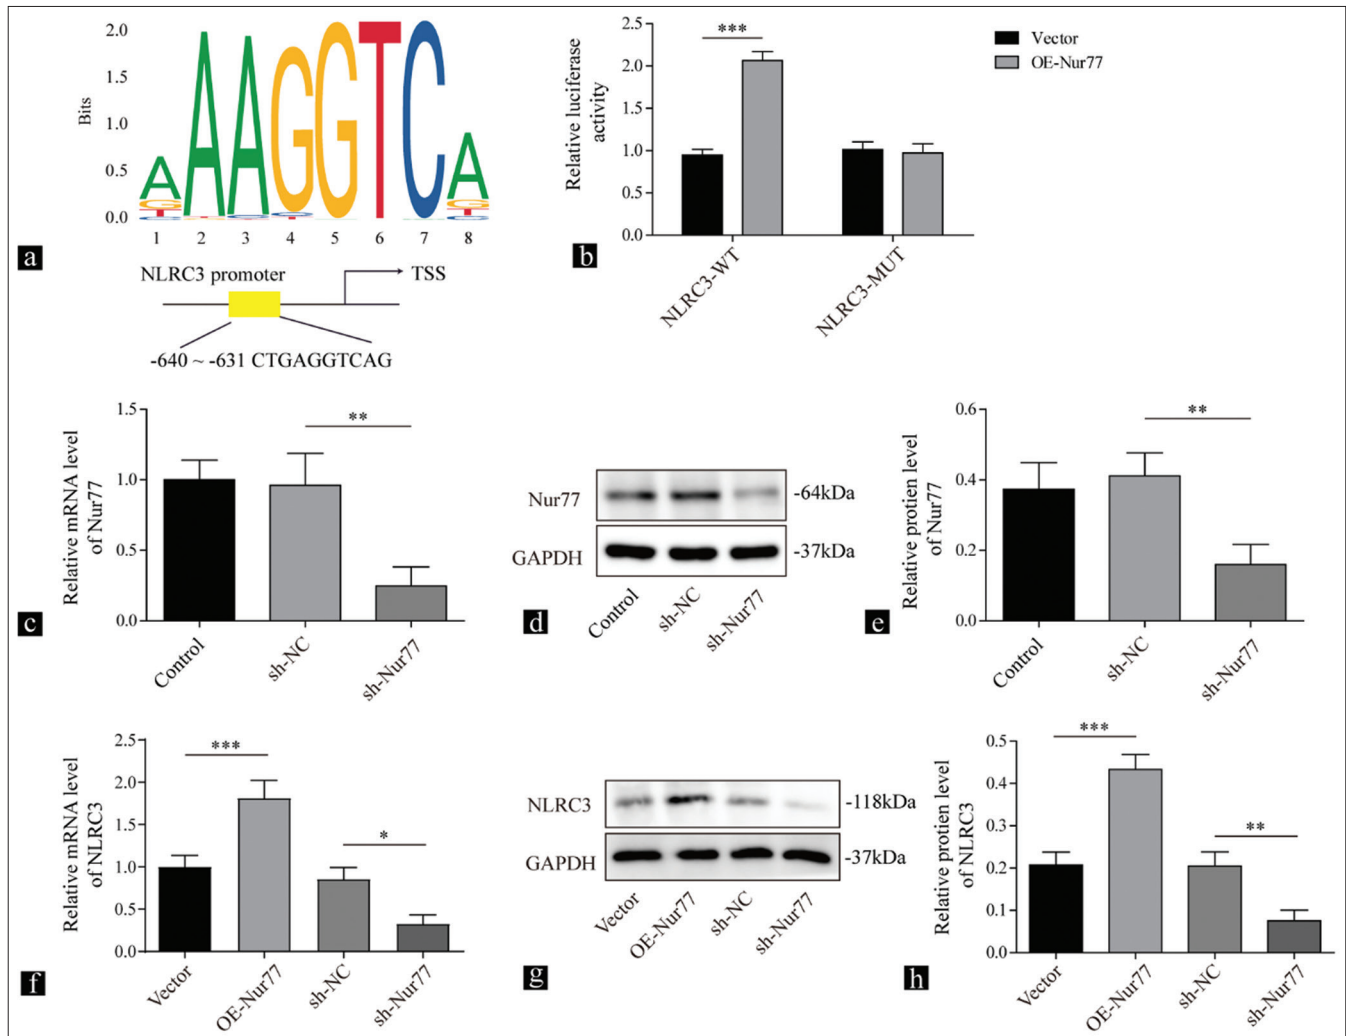 2.0
1.5
1.0
0.5
0.0
Bits
AAAGGTCA
G T
T C
G
T
C
1 2 3 4 5 6 7 8
a
NLRC3 promoter
TSS
-640 ~ -631 CTGAGGTCAG
2.5
2.0
1.5
1.0
0.5
0.0
Relative luciferase
activity
***
NLRC3-WT
NLRC3-MUT
Vector
OE-Nur77
b
1.5
1.0
0.5
0.0
Relative mRNA level
of Nur77
**
Control
sh-NC
sh-Nur77
c
Nur77
-64kDa
GAPDH
-37kDa
Control
sh-NC
sh-Nur77
d
0.6
0.4
0.2
0.0
Relative protien level
of Nur77
**
Control
sh-NC
sh-Nur77
e
2.5
2.0
1.5
1.0
0.5
0.0
Relative mRNA level
of NLRC3
***
*
Vector
OE-Nur77
sh-NC
sh-Nur77
f
NLRC3
-118kDa
GAPDH
-37kDa
Vector
OE-Nur77
sh-NC
sh-Nur77
g
0.5
0.4
0.2
0.1
0.0
Relative protien level
of NLRC3
***
**
Vector
OE-Nur77
sh-NC
sh-Nur77
h